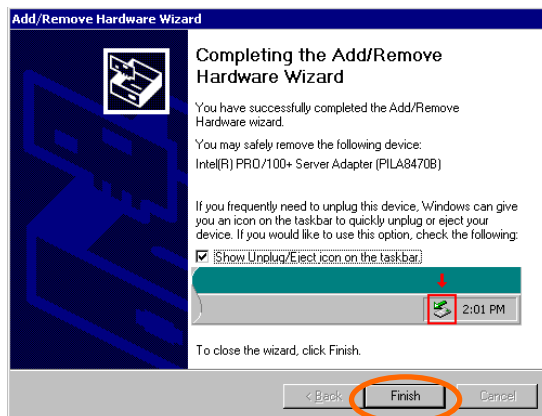 Add/Remove Hardware Wizard
Completing the Add/Remove
Hardware Wizard
You have successfully completed the Add/Remove
Hardware wizard.
You may safely remove the following device:
Intel(R) PRO/100+ Server Adapter (PILA8470B)
If you frequently need to unplug this device, Windows can give
you an icon on the taskbar to quickly unplug or eject your
device. If you would like to use this option, check the following:
Show Unplug/Eject icon on the taskbar.
2:01 PM
To close the wizard, click Finish.
< Back Finish Cancel